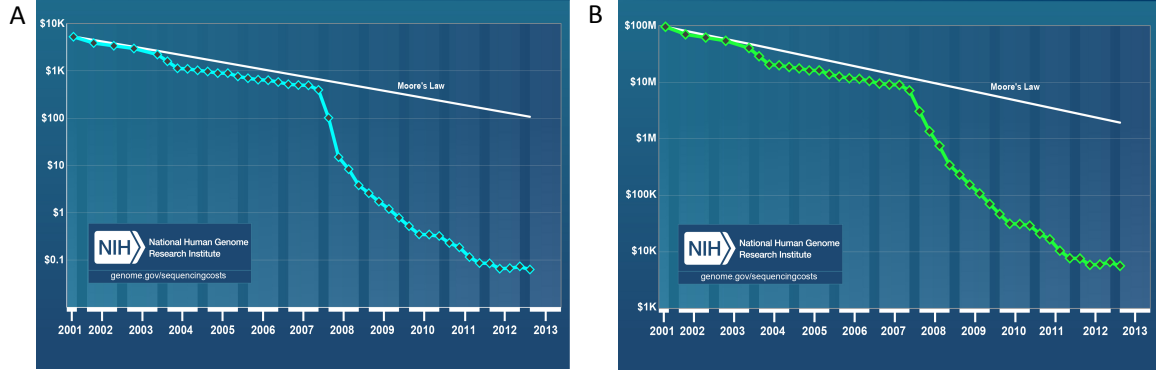 A
$10K
$1K
$100
$10
$1
$0.1
Moore's Law
NIH
National Human Genome
Research Institute
genome.gov/sequencingcosts
2001 2002 2003 2004 2005 2006 2007 2008 2009 2010 2011 2012 2013
B
$100M
$10M
$1M
$100K
$10K
$1K
Moore's Law
NIH
National Human Genome
Research Institute
genome.gov/sequencingcosts
2001 2002 2003 2004 2005 2006 2007 2008 2009 2010 2011 2012 2013